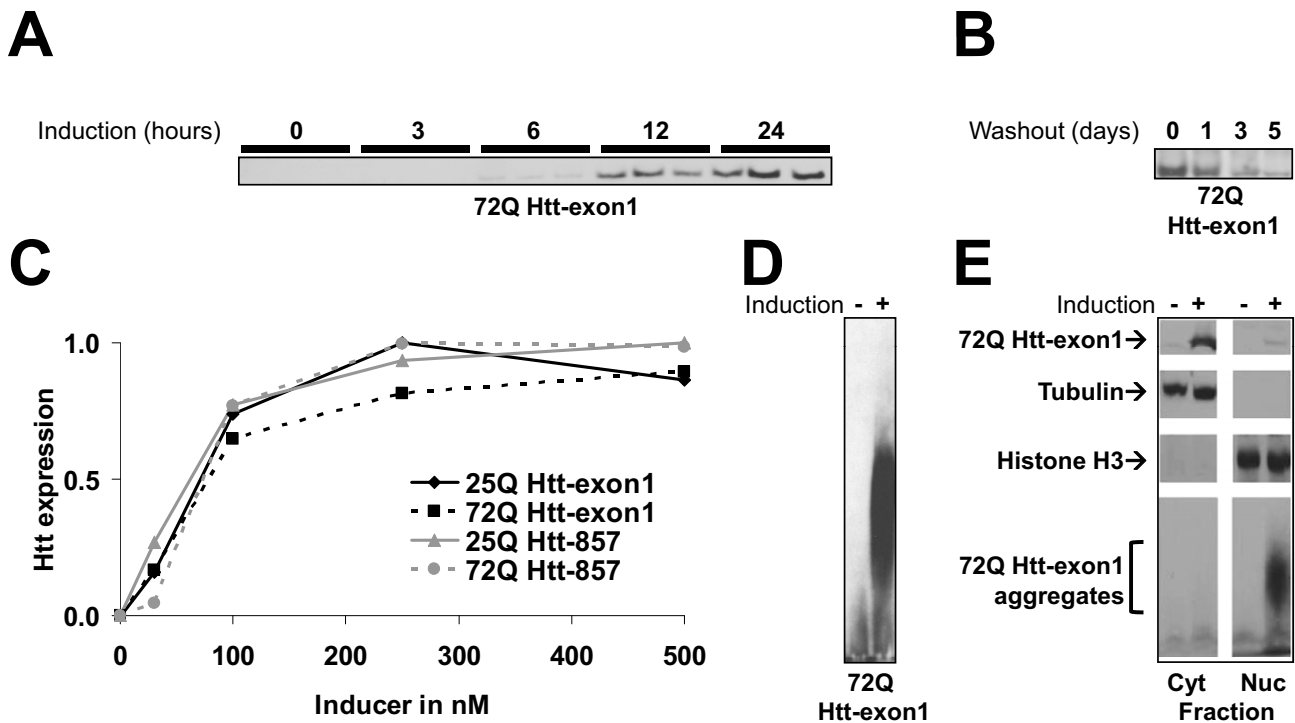 A
Induction (hours) 0 3 6 12 24
72Q Htt-exon1
B
Washout (days) 0 1 3 5
72Q
Htt-exon1
C
Htt expression
1.0
0.5
0.0
0 100 200 300 400 500
Inducer in nM
25Q Htt-exon1
72Q Htt-exon1
25Q Htt-857
72Q Htt-857
D
Induction - +
72Q
Htt-exon1
E
Induction - + - +
72Q Htt-exon1→
Tubulin→
Histone H3→
72Q Htt-exon1
aggregates
Cyt Nuc
Fraction